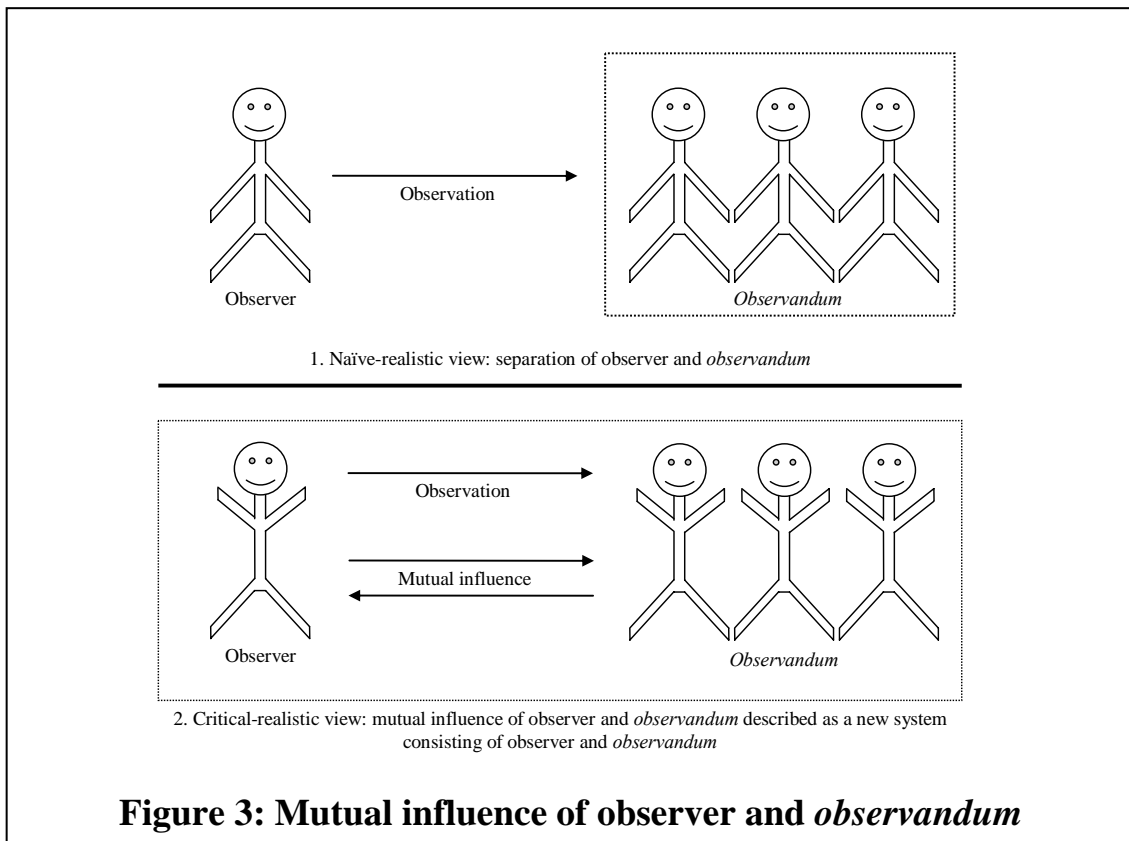 Observation
Observer
Observandum
1. Naïve-realistic view: separation of observer and observandum
Observation
Mutual influence
Observer
Observandum
2. Critical-realistic view: mutual influence of observer and observandum described as a new system
consisting of observer and observandum
Figure 3: Mutual influence of observer and observandum